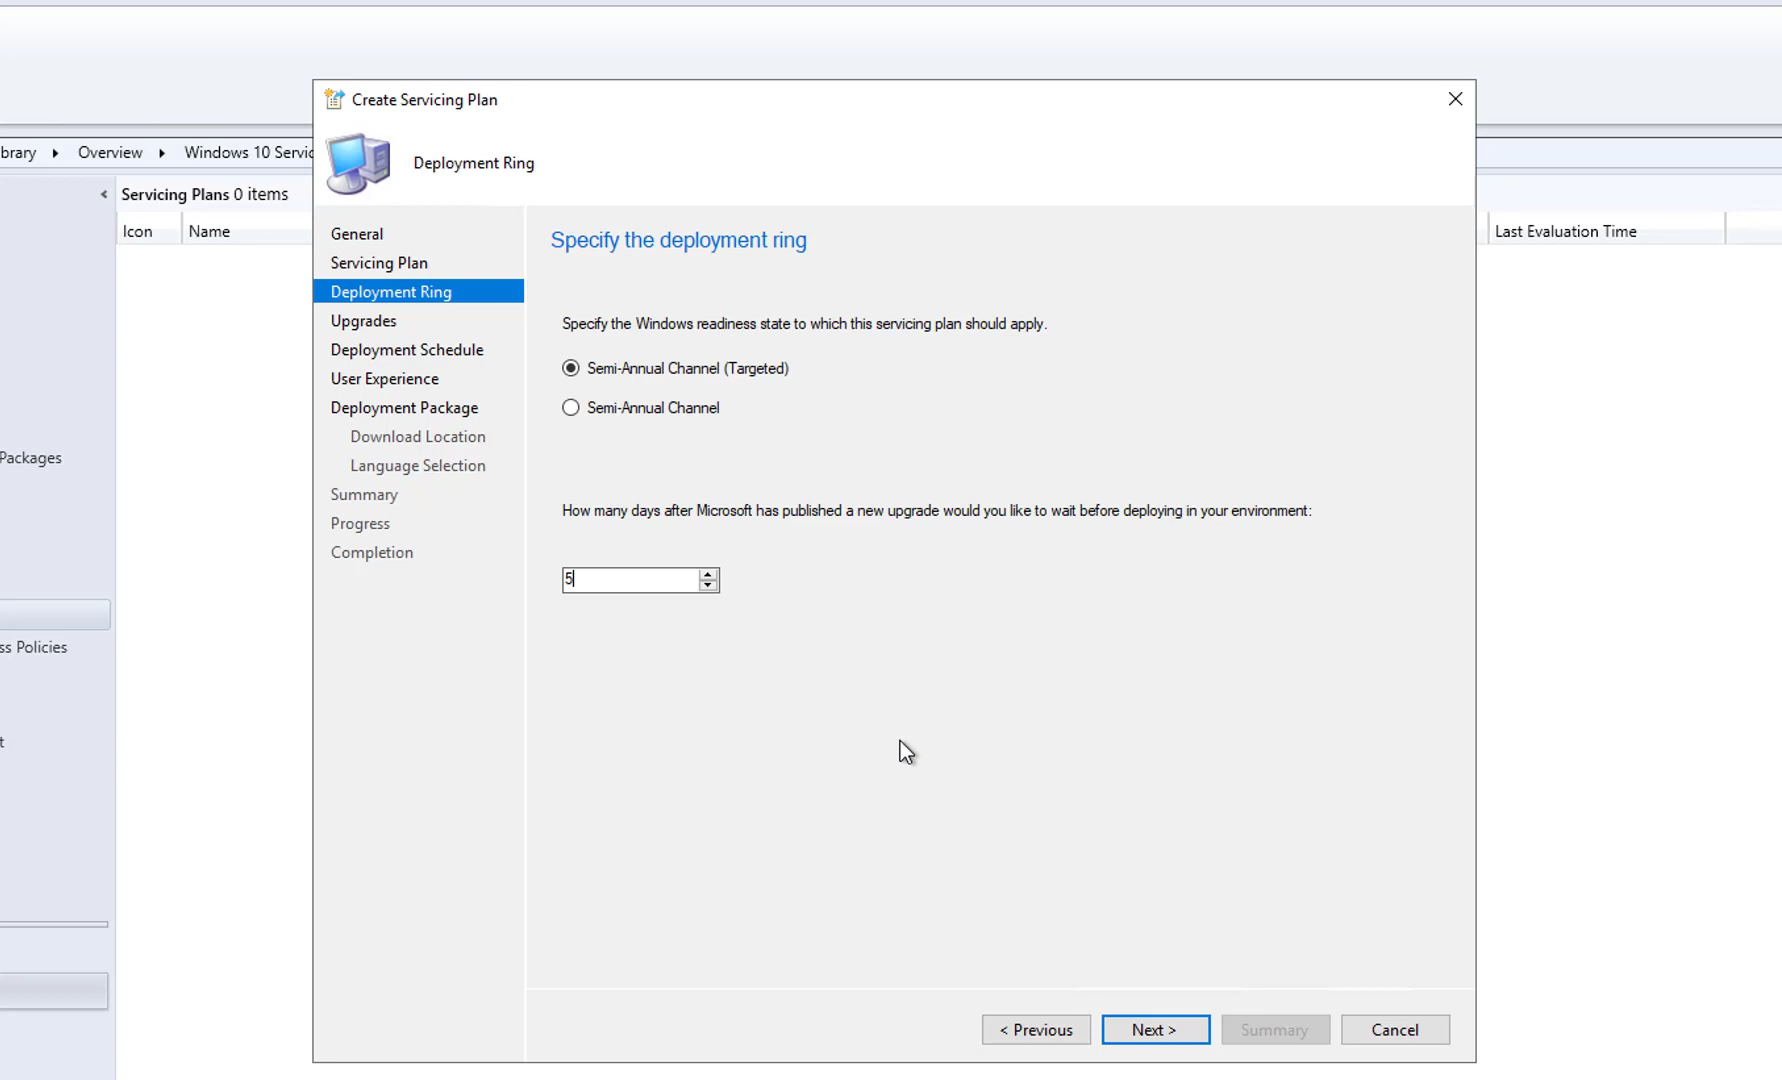 Create Servicing Plan
Deployment Ring
brary Overview Windows 10 Servic
Servicing Plans 0 items
Icon Name Last Evaluation Time
Packages
ss Policies
t
General
Servicing Plan
Deployment Ring
Upgrades
Deployment Schedule
User Experience
Deployment Package
Download Location
Language Selection
Summary
Progress
Completion
Specify the deployment ring
Specify the Windows readiness state to which this servicing plan should apply.
Semi-Annual Channel (Targeted)
Semi-Annual Channel
How many days after Microsoft has published a new upgrade would you like to wait before deploying in your environment:
5
< Previous Next > Summary Cancel